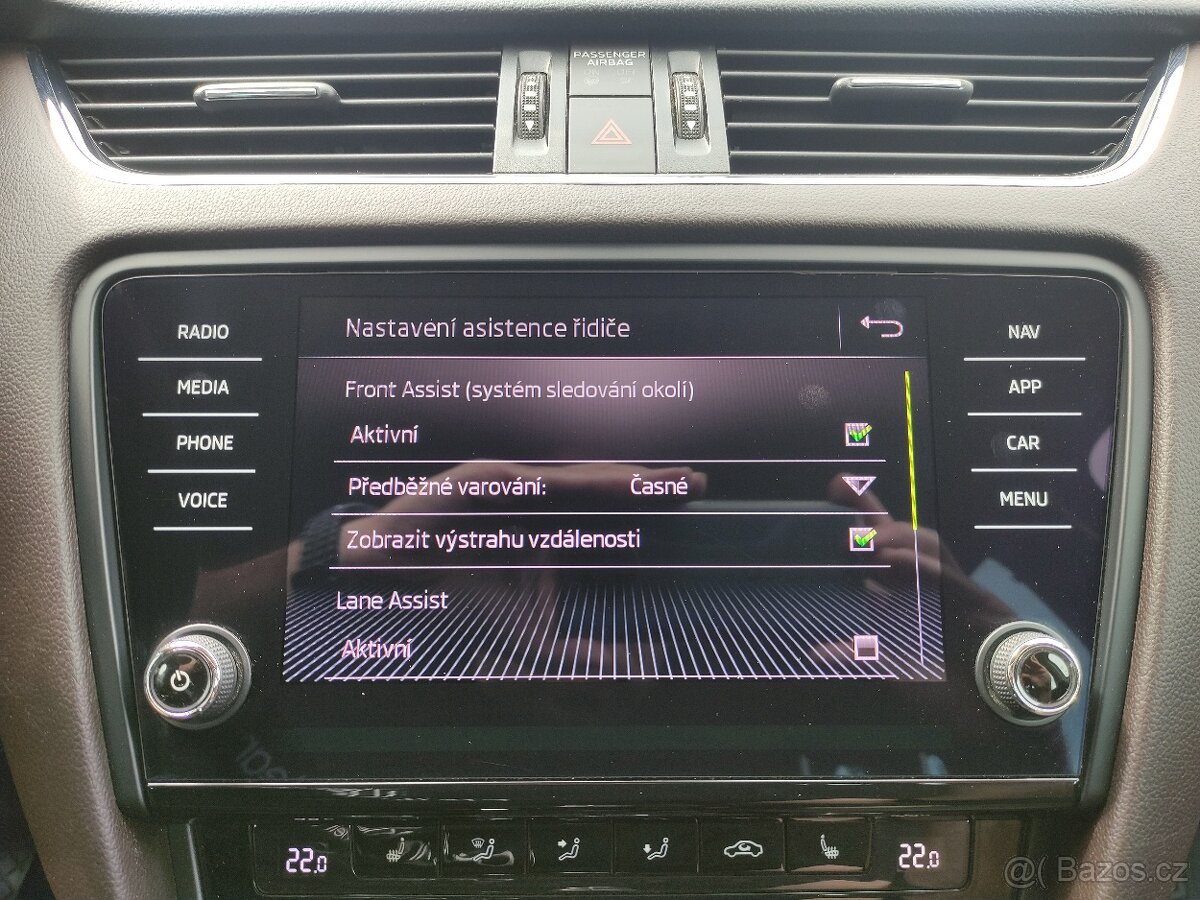 PASSENGER
AIRBAG
RADIO
MEDIA
PHONE
VOICE
Nastavení asistence řidiče
Front Assist (systém sledování okolí)
Aktivní
Předběžné varování: Časné
Zobrazit výstrahu vzdálenosti
Lane Assist
Aktivní
NAV
APP
CAR
MENU
22.0
22.0
@( Bazos.cz